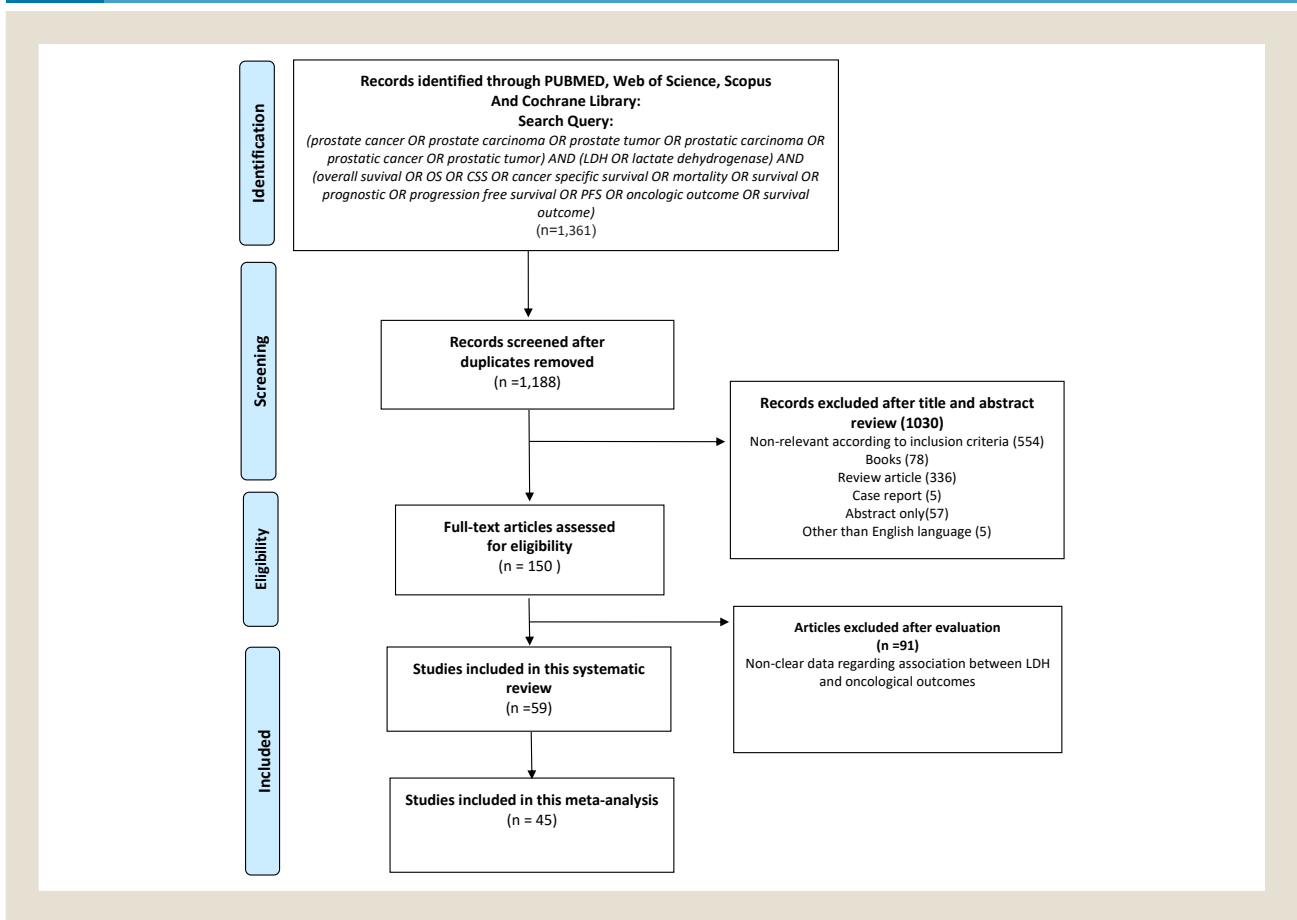 Identification
Records identified through PUBMED, Web of Science, Scopus
And Cochrane Library:
Search Query:
(prostate cancer OR prostate carcinoma OR prostate tumor OR prostatic carcinoma OR
prostatic cancer OR prostatic tumor) AND (LDH OR lactate dehydrogenase) AND
(overall suvival OR OS OR CSS OR cancer specific survival OR mortality OR survival OR
prognostic OR progression free survival OR PFS OR oncologic outcome OR survival
outcome)
(n=1,361)
Screening
Records screened after
duplicates removed
(n =1,188)
Records excluded after title and abstract
review (1030)
Non-relevant according to inclusion criteria (554)
Books (78)
Review article (336)
Case report (5)
Abstract only(57)
Other than English language (5)
Eligibility
Full-text articles assessed
for eligibility
(n = 150 )
Articles excluded after evaluation
(n =91)
Non-clear data regarding association between LDH
and oncological outcomes
Included
Studies included in this systematic
review
(n =59)
Studies included in this meta-analysis
(n = 45)